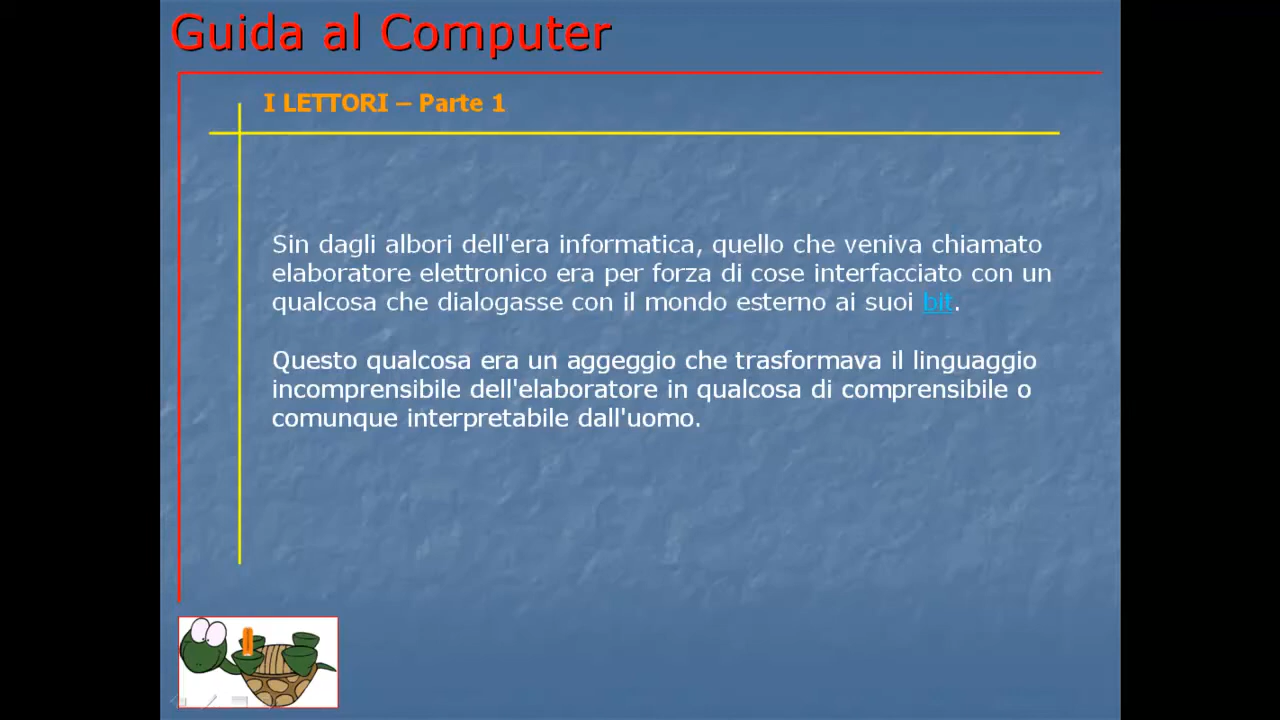 Guida al Computer
I LETTORI – Parte 1
Sin dagli albori dell'era informatica, quello che veniva chiamato
elaboratore elettronico era per forza di cose interfacciato con un
qualcosa che dialogasse con il mondo esterno ai suoi bit.
Questo qualcosa era un aggeggio che trasformava il linguaggio
incomprensibile dell'elaboratore in qualcosa di comprensibile o
comunque interpretabile dall'uomo.